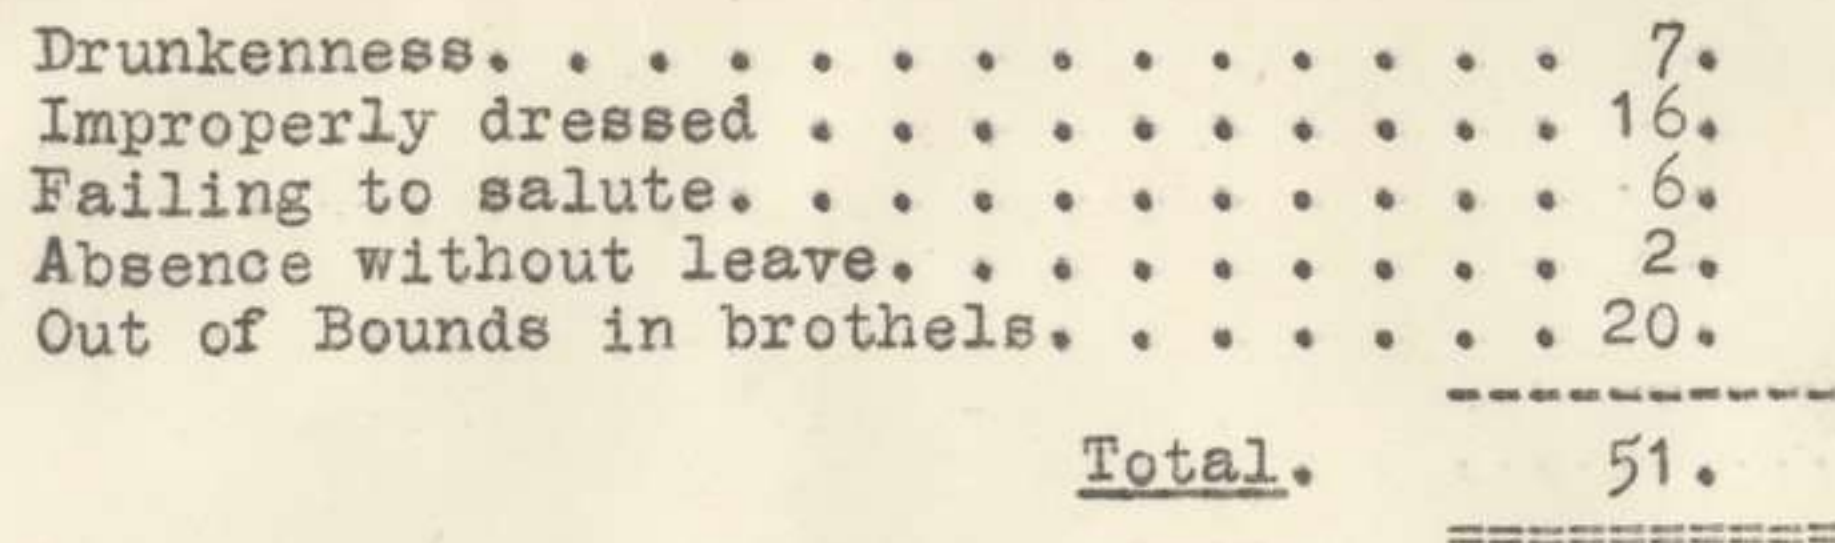 Drunkenness. . . . . . . . . . . . . . 7.
Improperly dressed . . . . . . . . . . 16.
Failing to salute. . . . . . . . . . . 6.
Absence without leave. . . . . . . . . 2.
Out of Bounds in brothels. . . . . . . 20.
Total. 51.